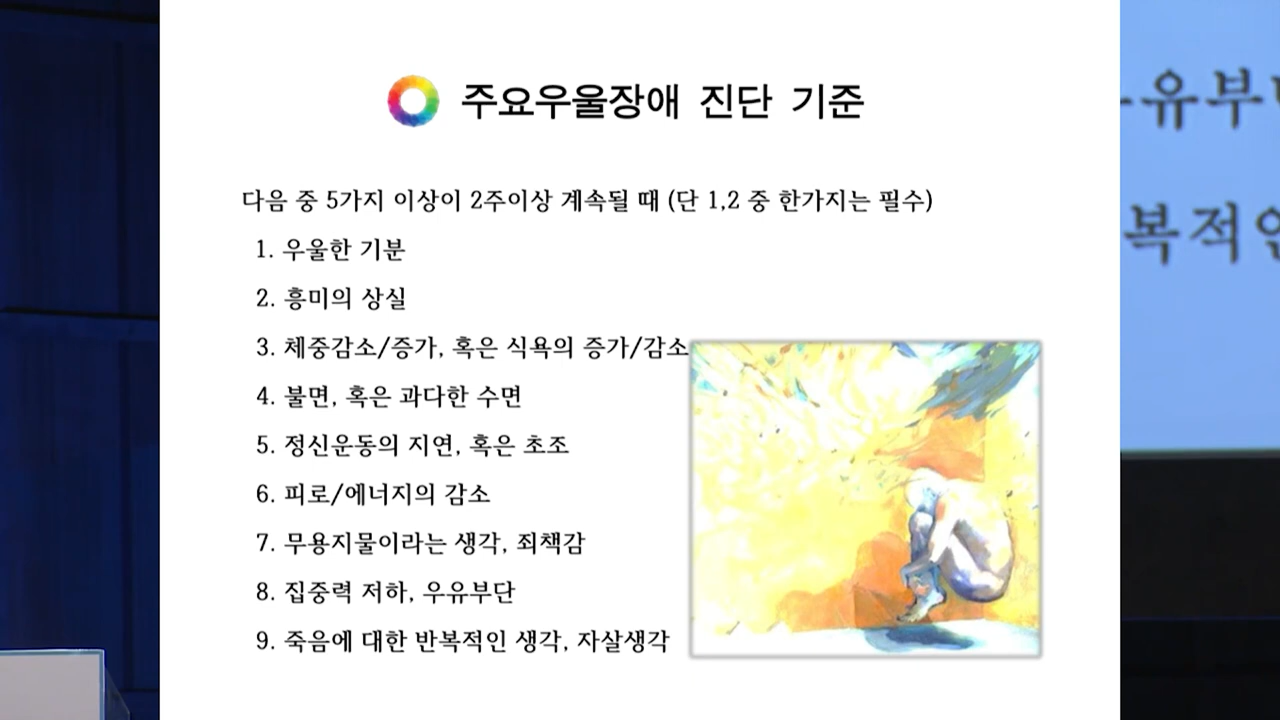 주요우울장애 진단 기준
다음 중 5가지 이상이 2주이상 계속될 때 (단 1,2 중 한가지는 필수)
1. 우울한 기분
2. 흥미의 상실
3. 체중감소/증가, 혹은 식욕의 증가/감소
4. 불면, 혹은 과다한 수면
5. 정신운동의 지연, 혹은 초조
6. 피로/에너지의 감소
7. 무용지물이라는 생각, 죄책감
8. 집중력 저하, 우유부단
9. 죽음에 대한 반복적인 생각, 자살생각
유부
복적인